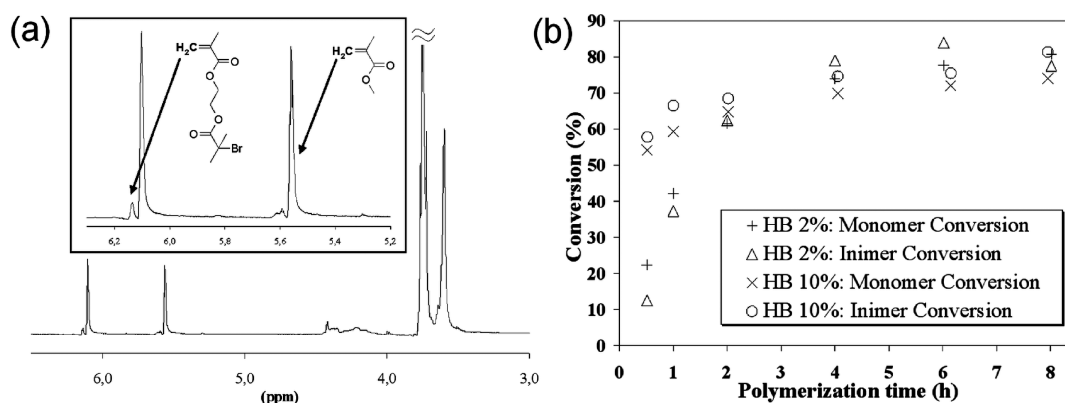 (a)
H₂C
O
O
O
O
O
Br
H₂C
O
O
6,2
6,0
5,8
5,6
5,4
5,2
6,0
5,0
4,0
3,0
(ppm)
(b)
Conversion (%)
90
80
70
60
50
40
30
20
10
0
+ HB 2%: Monomer Conversion
△ HB 2%: Inimer Conversion
× HB 10%: Monomer Conversion
○ HB 10%: Inimer Conversion
0
1
2
3
4
5
6
7
8
Polymerization time (h)